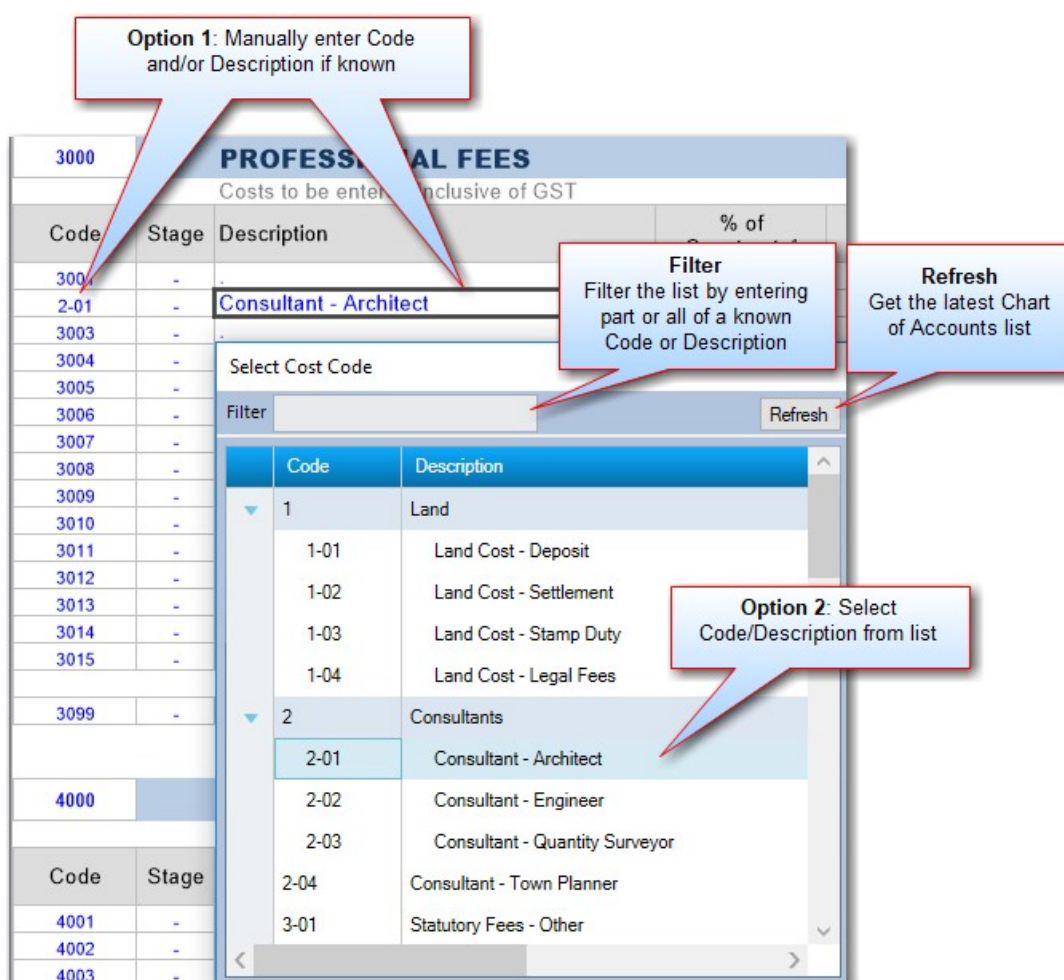 Option 1: Manually enter Code
and/or Description if known
3000 PROFESSIONAL FEES
Costs to be entered inclusive of GST
Code Stage Description % of
3001 - .
2-01 - Consultant - Architect
3003 - .
3004 -
3005 -
3006 -
3007 -
3008 -
3009 -
3010 -
3011 -
3012 -
3013 -
3014 -
3015 -
3099 -
4000
Code Stage
4001 -
4002 -
4003 -
Filter
Filter the list by entering
part or all of a known
Code or Description
Refresh
Get the latest Chart
of Accounts list
Select Cost Code
Filter Refresh
Code Description
1 Land
1-01 Land Cost - Deposit
1-02 Land Cost - Settlement
1-03 Land Cost - Stamp Duty
1-04 Land Cost - Legal Fees
2 Consultants
2-01 Consultant - Architect
2-02 Consultant - Engineer
2-03 Consultant - Quantity Surveyor
2-04 Consultant - Town Planner
3-01 Statutory Fees - Other
Option 2: Select
Code/Description from list